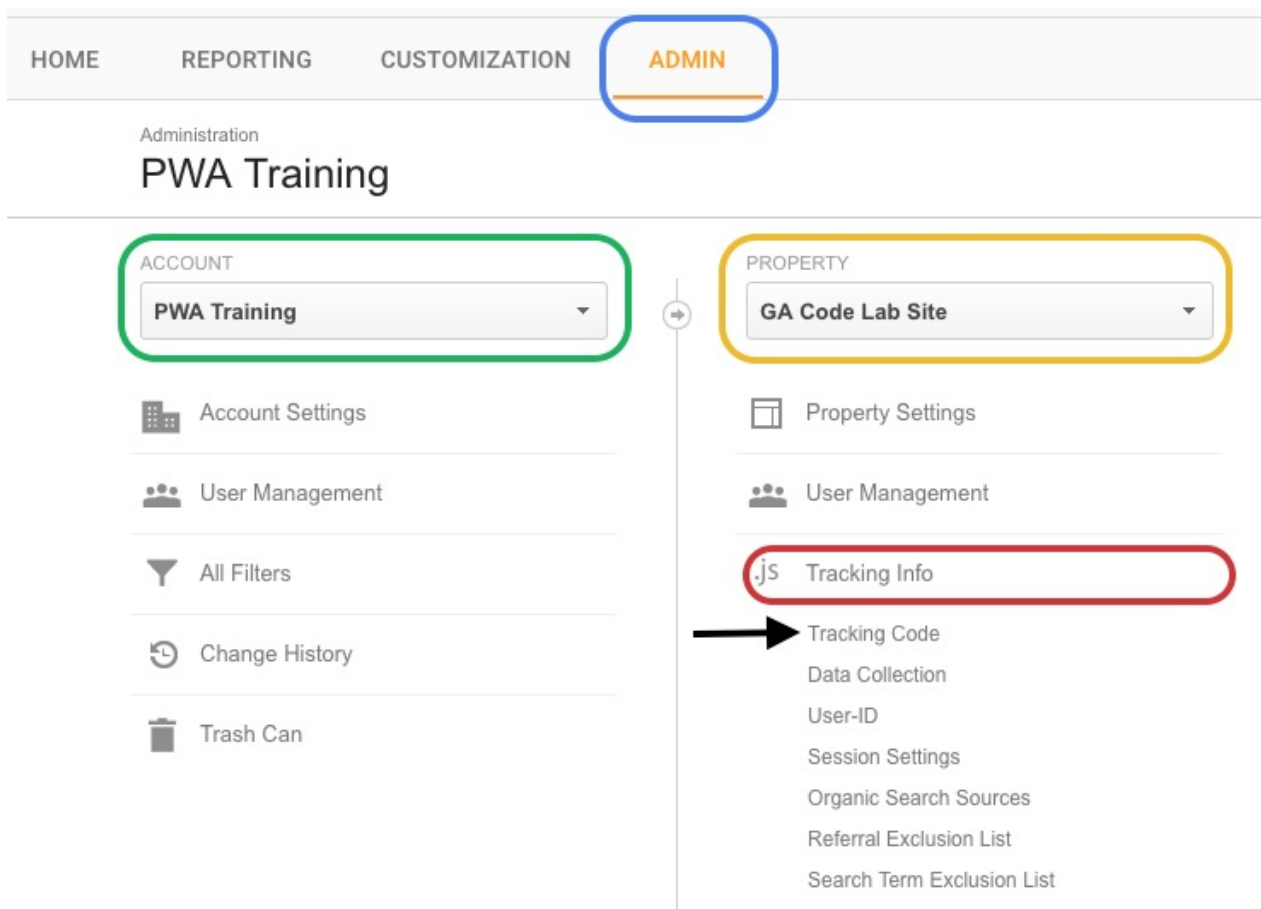 HOME REPORTING CUSTOMIZATION ADMIN
Administration
PWA Training
ACCOUNT
PWA Training
Account Settings
User Management
All Filters
Change History
Trash Can
PROPERTY
GA Code Lab Site
Property Settings
User Management
.js Tracking Info
Tracking Code
Data Collection
User-ID
Session Settings
Organic Search Sources
Referral Exclusion List
Search Term Exclusion List